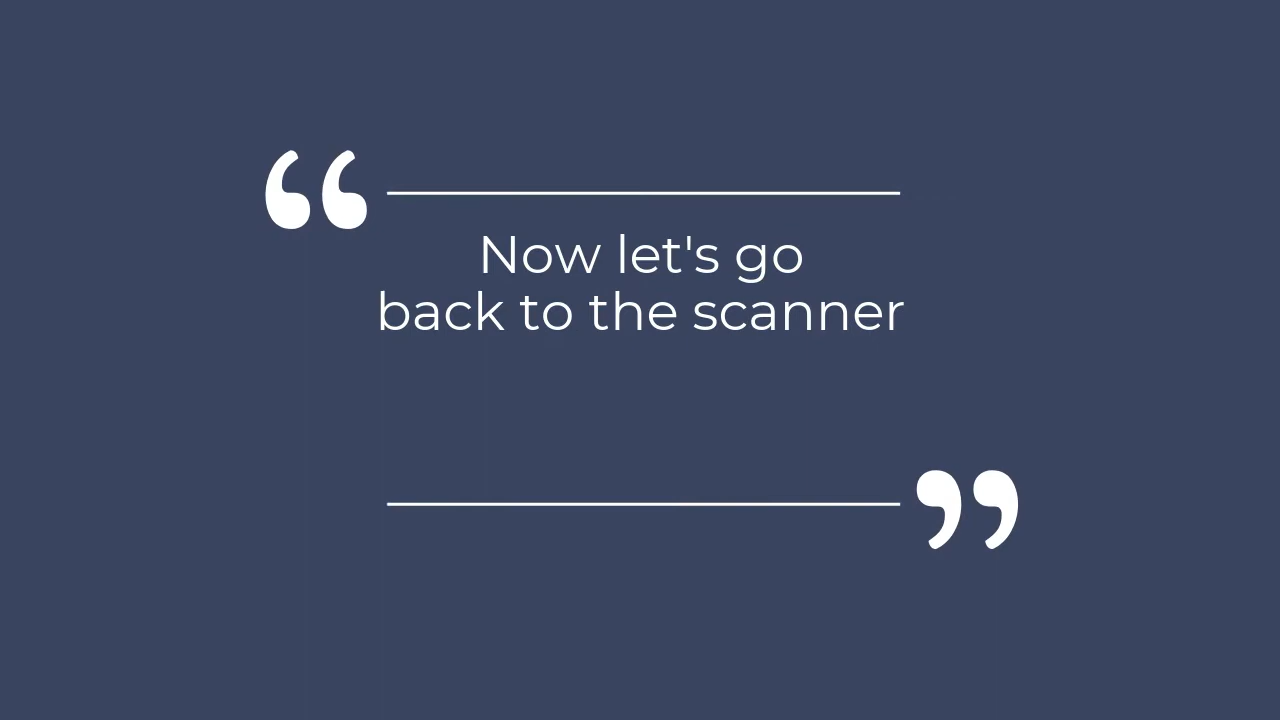 “
Now let's go
back to the scanner
”